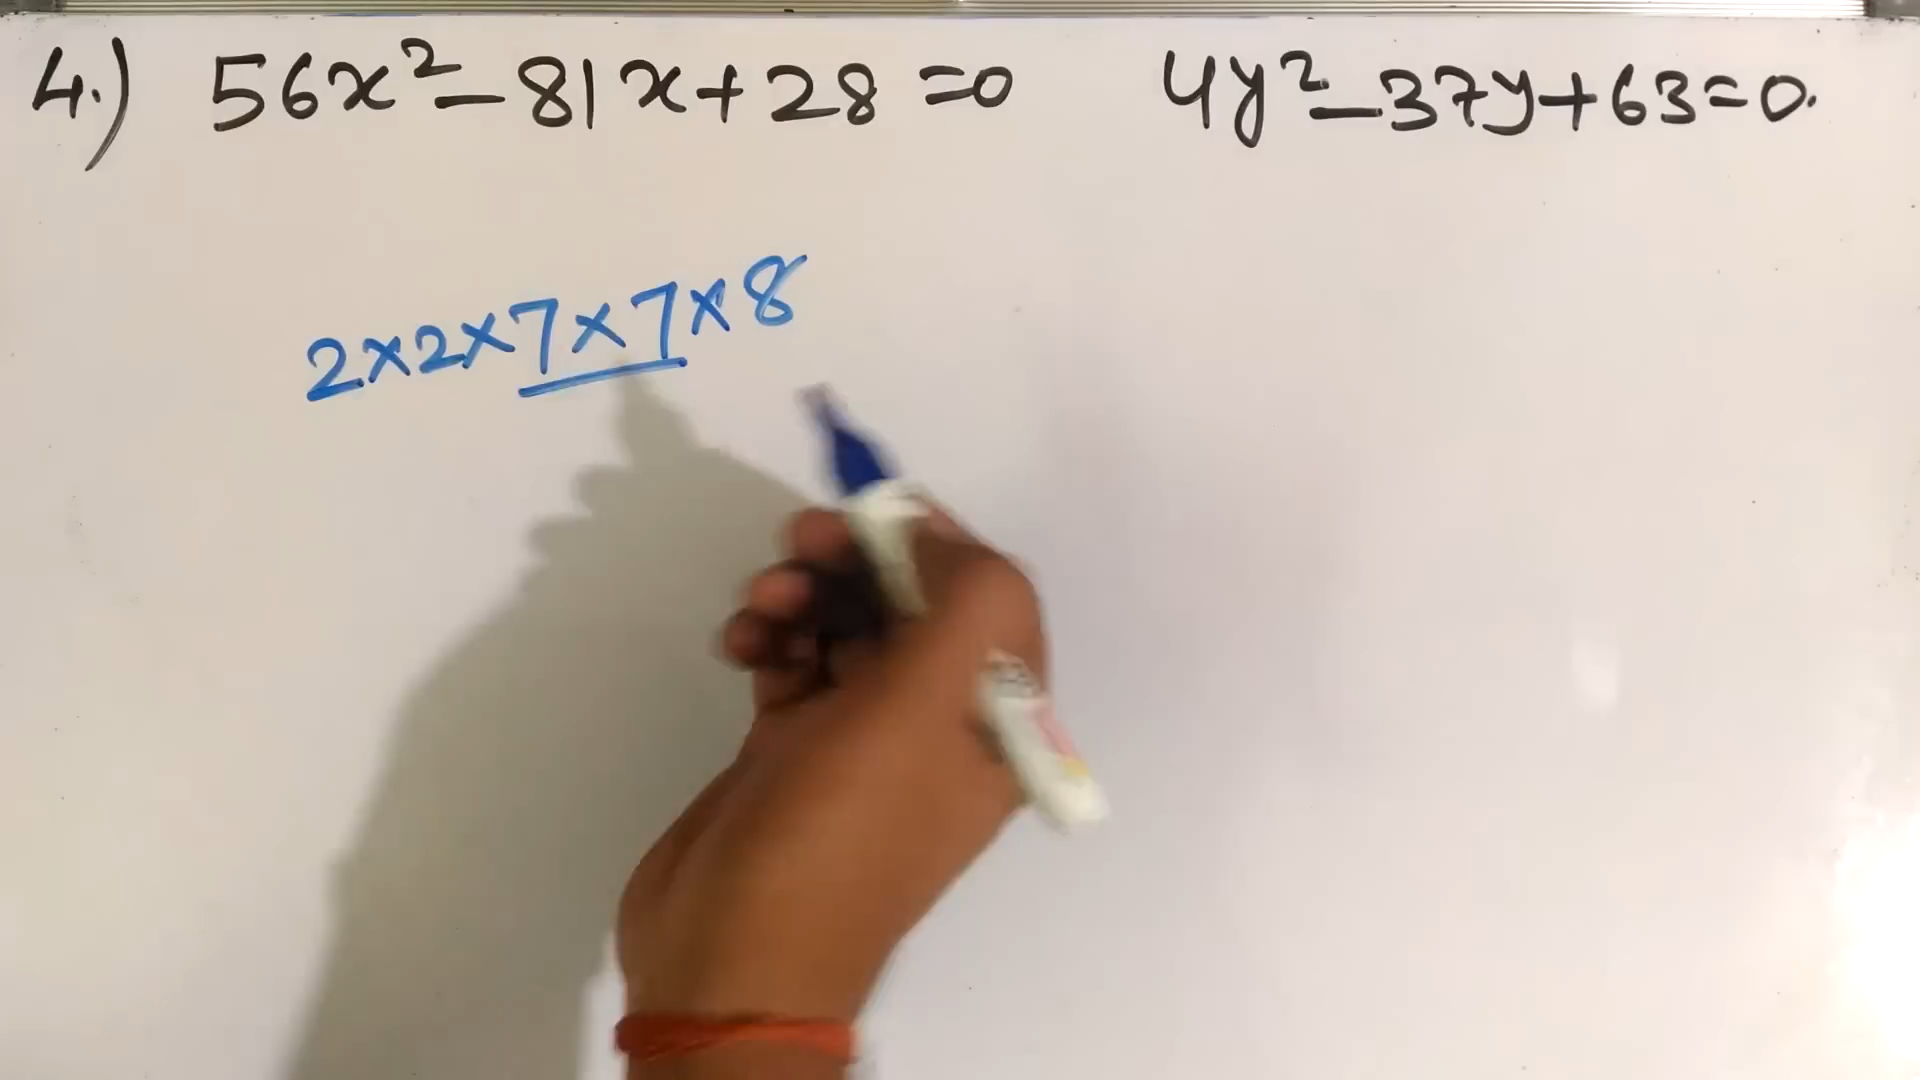 4.) 56x² – 81x + 28 = 0 4y² – 37y + 63 = 0.
2×2×7×7×8